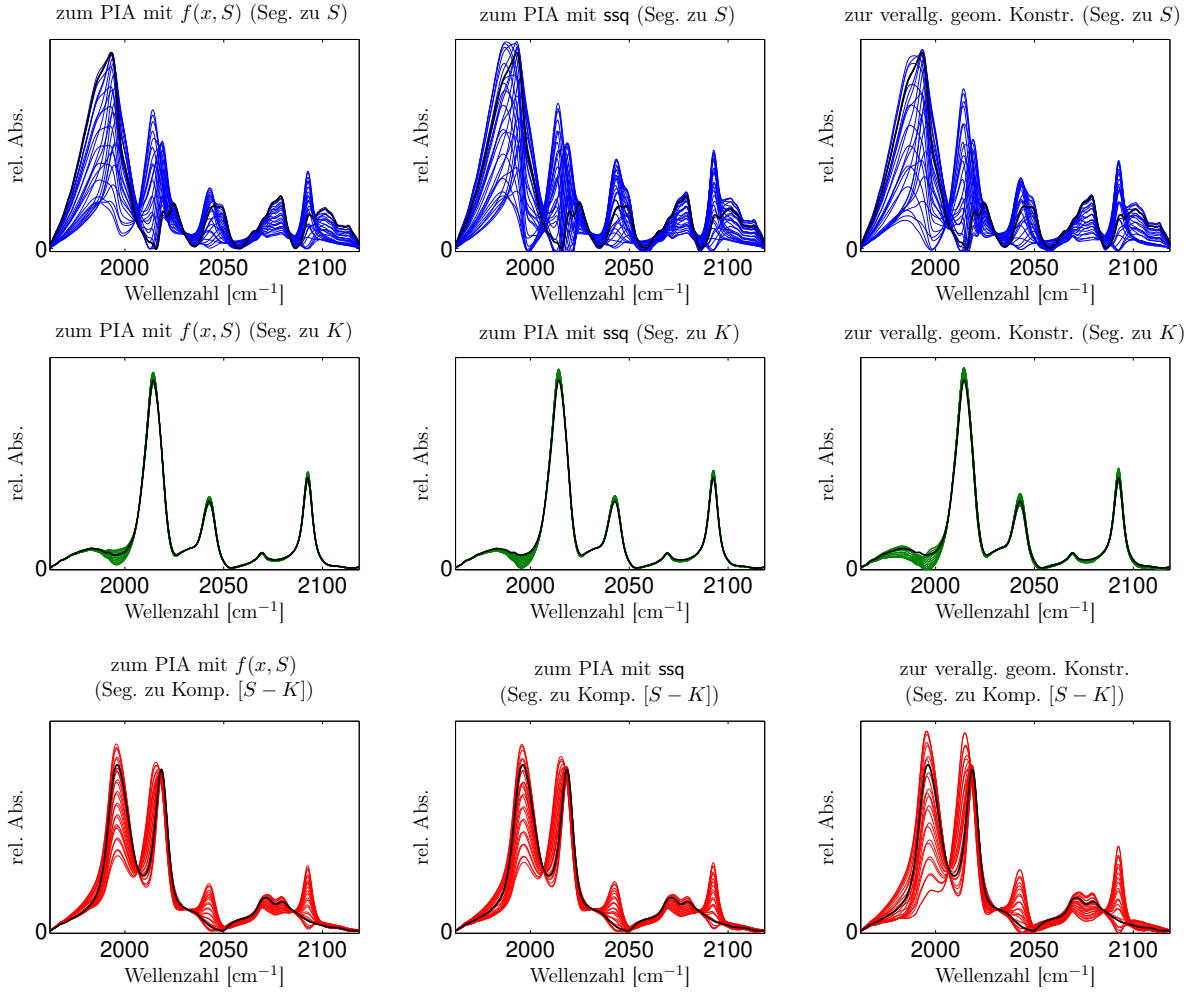 zum PIA mit f(x, S) (Seg. zu S)
zum PIA mit ssq (Seg. zu S)
zur verallg. geom. Konstr. (Seg. zu S)
rel. Abs.
rel. Abs.
rel. Abs.
0
0
0
2000 2050 2100
2000 2050 2100
2000 2050 2100
Wellenzahl [cm⁻¹]
Wellenzahl [cm⁻¹]
Wellenzahl [cm⁻¹]
zum PIA mit f(x, S) (Seg. zu K)
zum PIA mit ssq (Seg. zu K)
zur verallg. geom. Konstr. (Seg. zu K)
rel. Abs.
rel. Abs.
rel. Abs.
0
0
0
2000 2050 2100
2000 2050 2100
2000 2050 2100
Wellenzahl [cm⁻¹]
Wellenzahl [cm⁻¹]
Wellenzahl [cm⁻¹]
zum PIA mit f(x, S)
(Seg. zu Komp. [S − K])
zum PIA mit ssq
(Seg. zu Komp. [S − K])
zur verallg. geom. Konstr.
(Seg. zu Komp. [S − K])
rel. Abs.
rel. Abs.
rel. Abs.
0
0
0
2000 2050 2100
2000 2050 2100
2000 2050 2100
Wellenzahl [cm⁻¹]
Wellenzahl [cm⁻¹]
Wellenzahl [cm⁻¹]